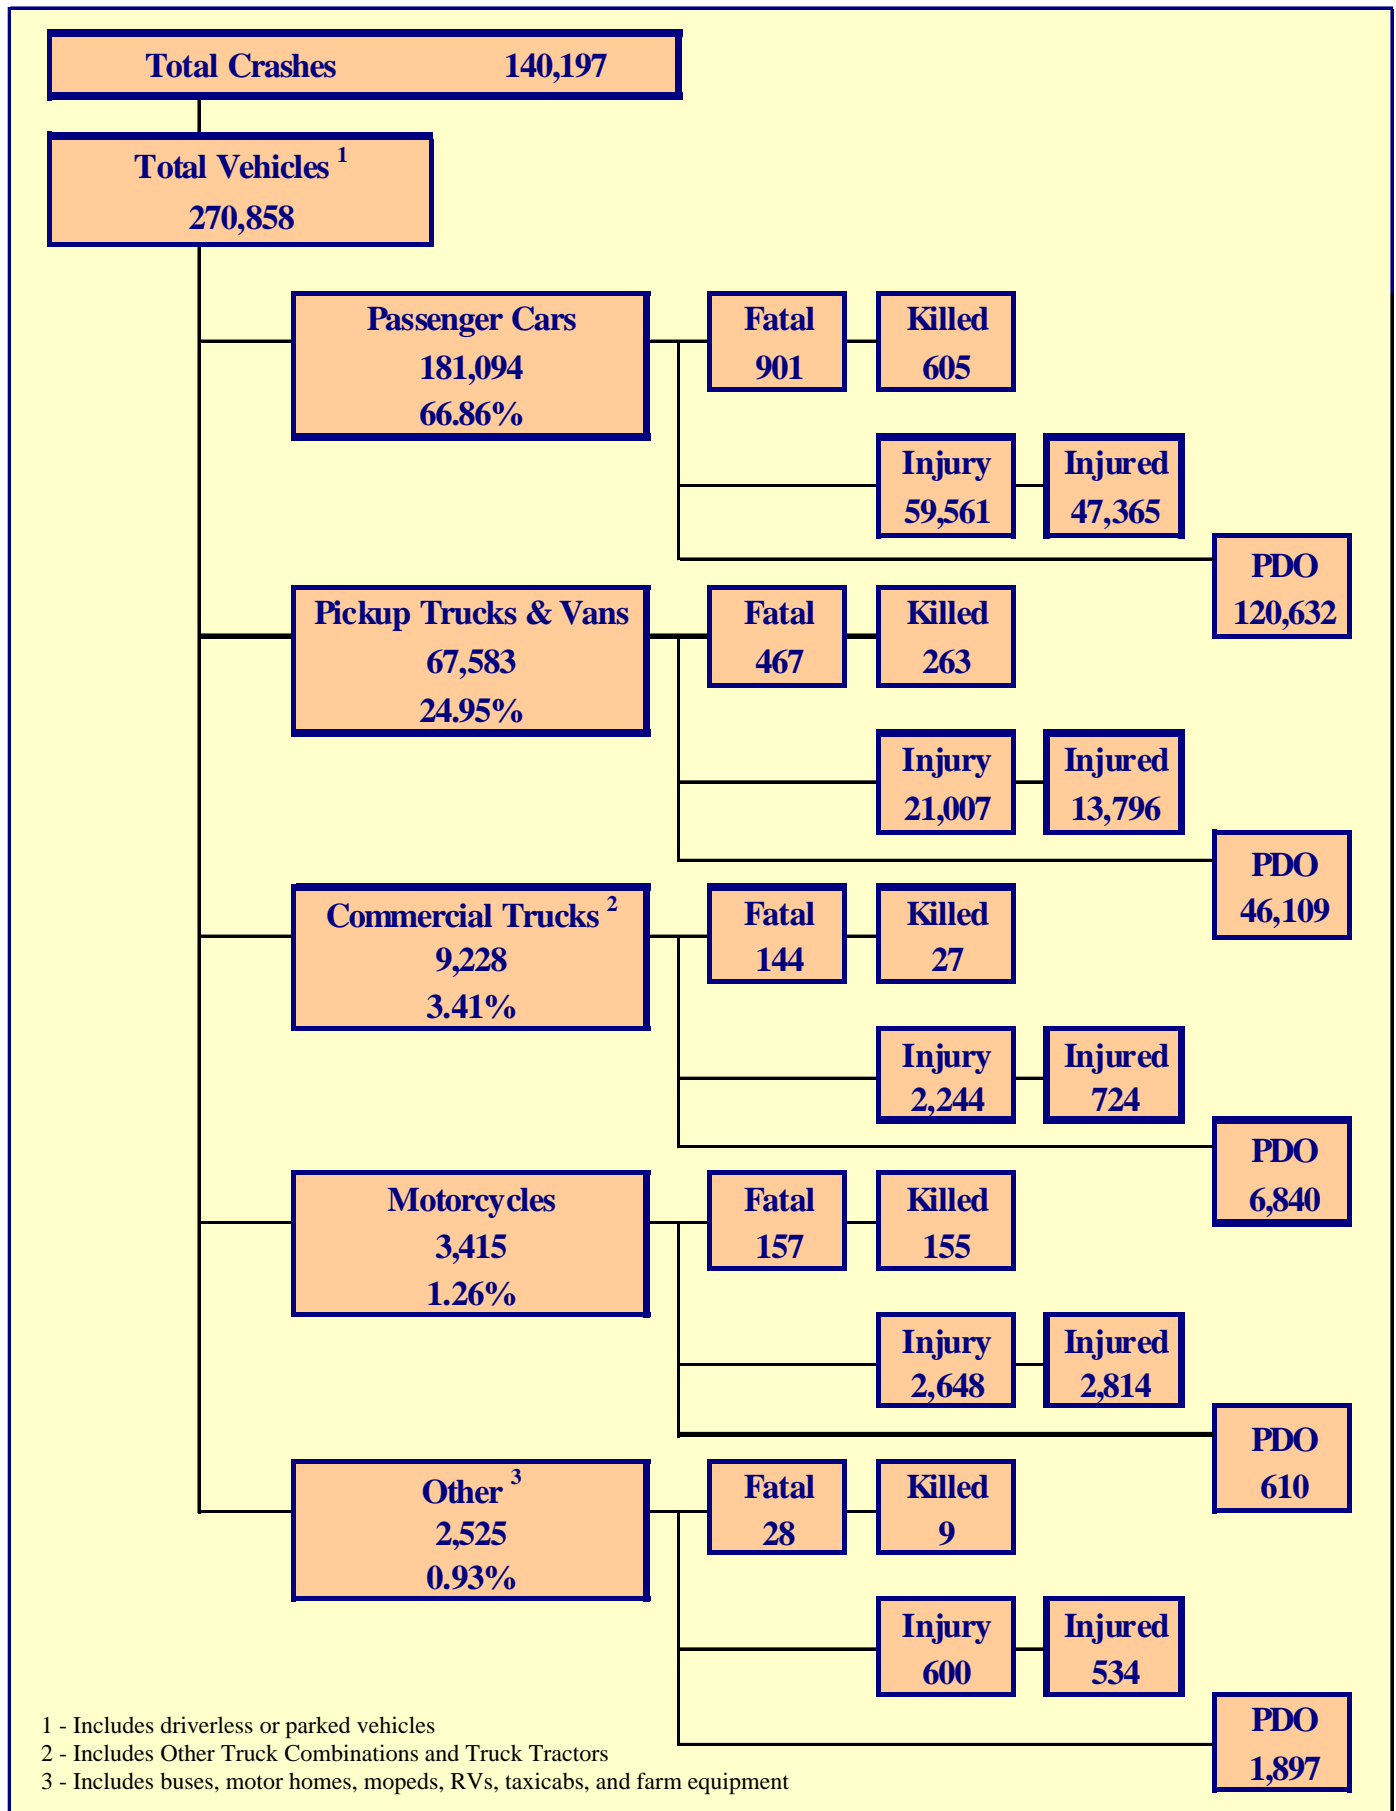 Total Crashes 140,197
Total Vehicles 1
270,858
Passenger Cars
181,094
66.86%
Fatal
901
Killed
605
Injury
59,561
Injured
47,365
PDO
120,632
Pickup Trucks & Vans
67,583
24.95%
Fatal
467
Killed
263
Injury
21,007
Injured
13,796
PDO
46,109
Commercial Trucks 2
9,228
3.41%
Fatal
144
Killed
27
Injury
2,244
Injured
724
PDO
6,840
Motorcycles
3,415
1.26%
Fatal
157
Killed
155
Injury
2,648
Injured
2,814
PDO
610
Other 3
2,525
0.93%
Fatal
28
Killed
9
Injury
600
Injured
534
PDO
1,897
1 - Includes driverless or parked vehicles
2 - Includes Other Truck Combinations and Truck Tractors
3 - Includes buses, motor homes, mopeds, RVs, taxicabs, and farm equipment